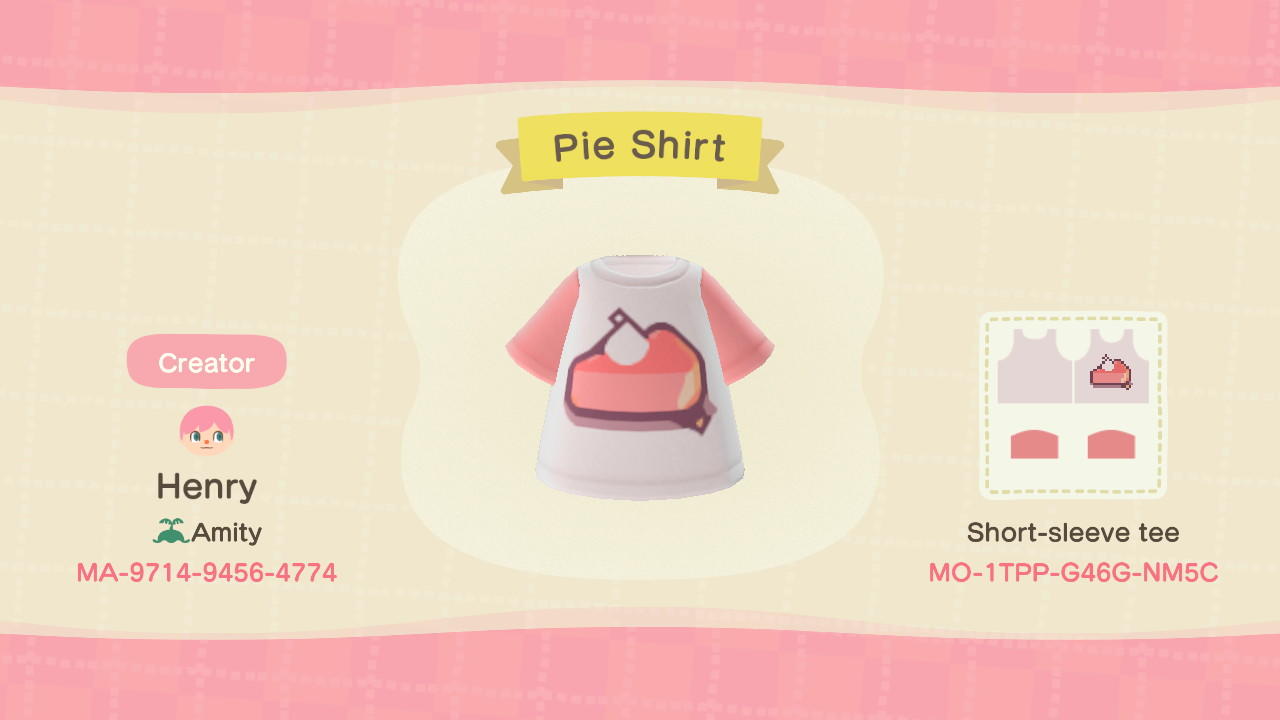 Pie Shirt
Creator
Henry
Amity
MA-9714-9456-4774
Short-sleeve tee
MO-1TPP-G46G-NM5C